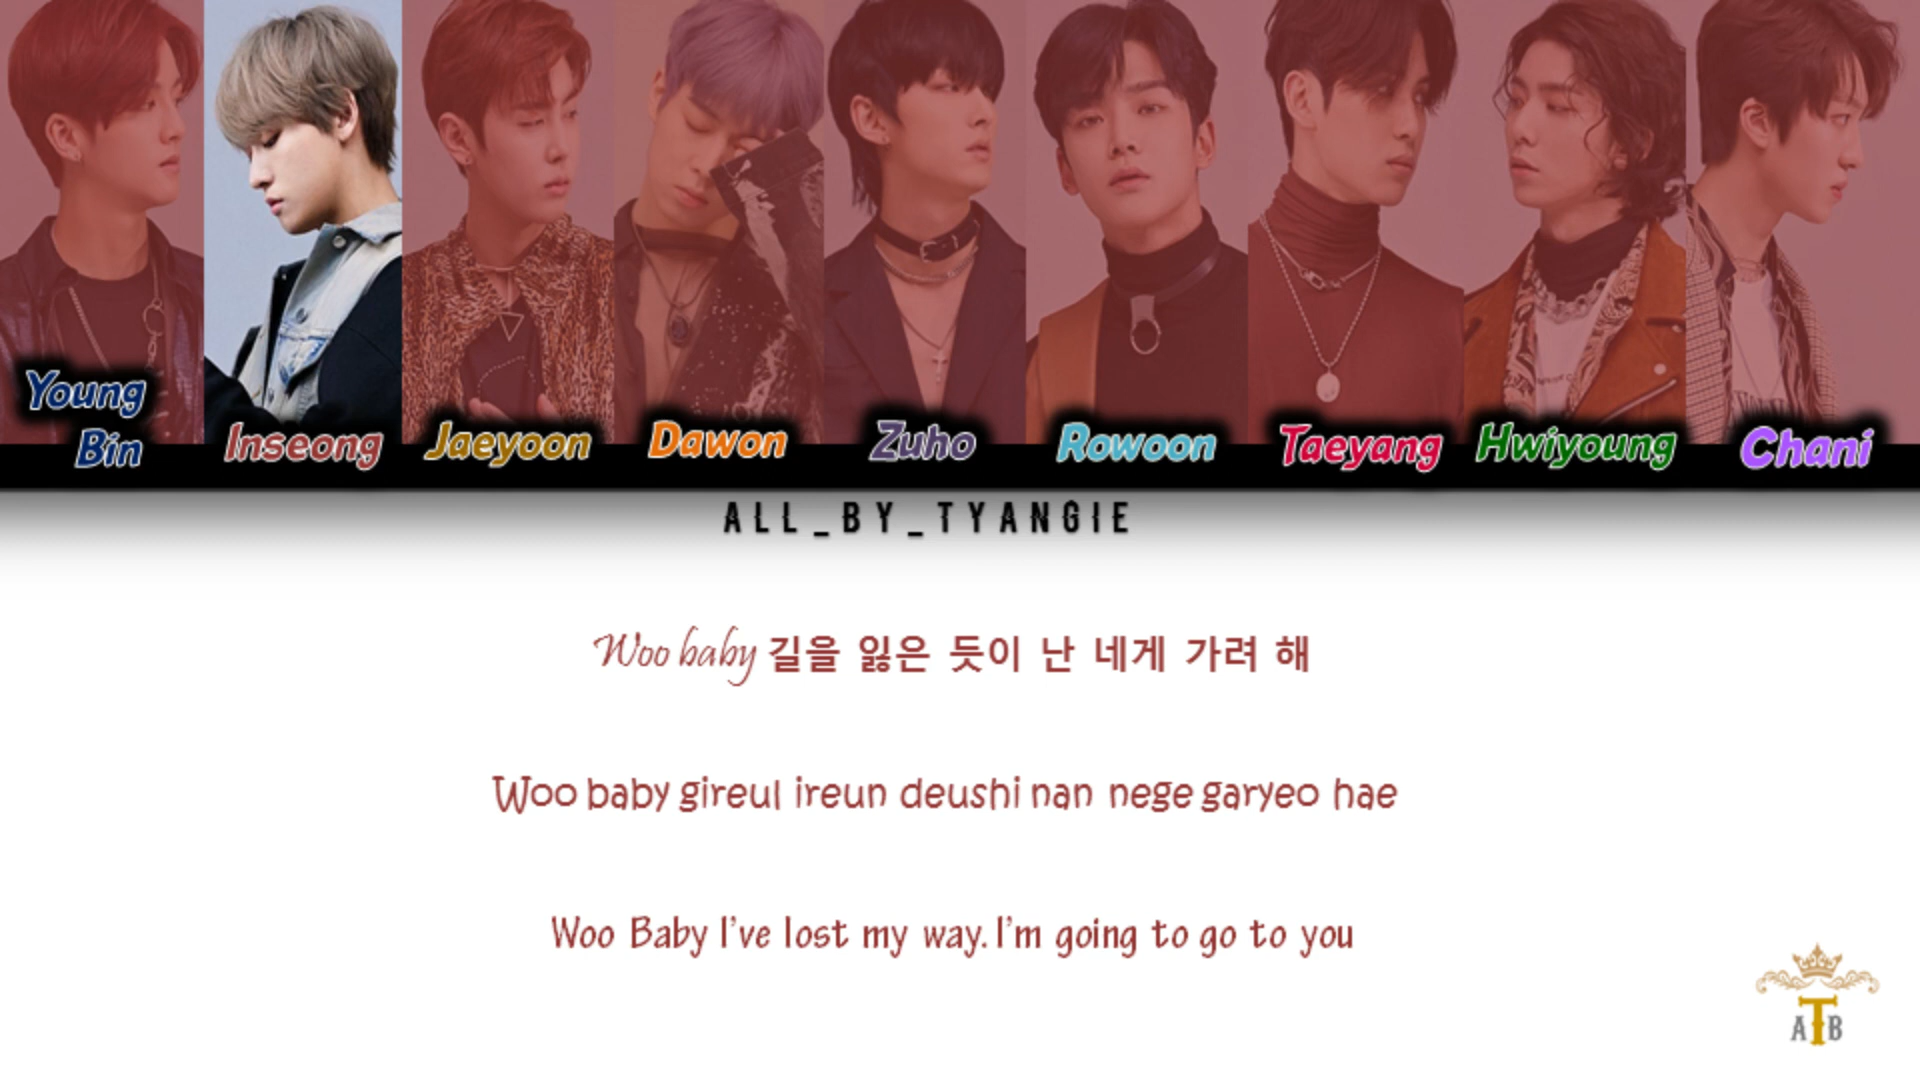 Young
Bin
Inseong
Jaeyoon
Dawon
Zuho
Rowoon
Taeyang
Hwiyoung
Chani
ALL_BY_TYANGIE
Woo baby 길을 잃은 듯이 난 네게 가려 해
Woo baby gireul ireun deushi nan nege garyeo hae
Woo Baby I've lost my way. I'm going to go to you
ATB